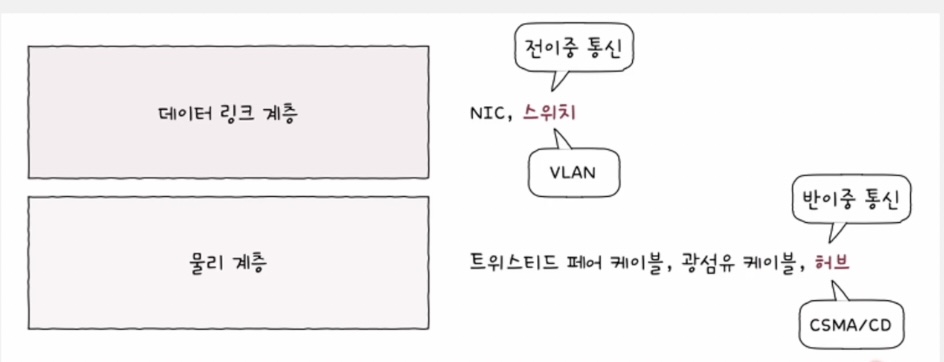 전이중 통신
데이터 링크 계층
NIC, 스위치
VLAN
반이중 통신
물리 계층
트위스티드 페어 케이블, 광섬유 케이블, 허브
CSMA/CD